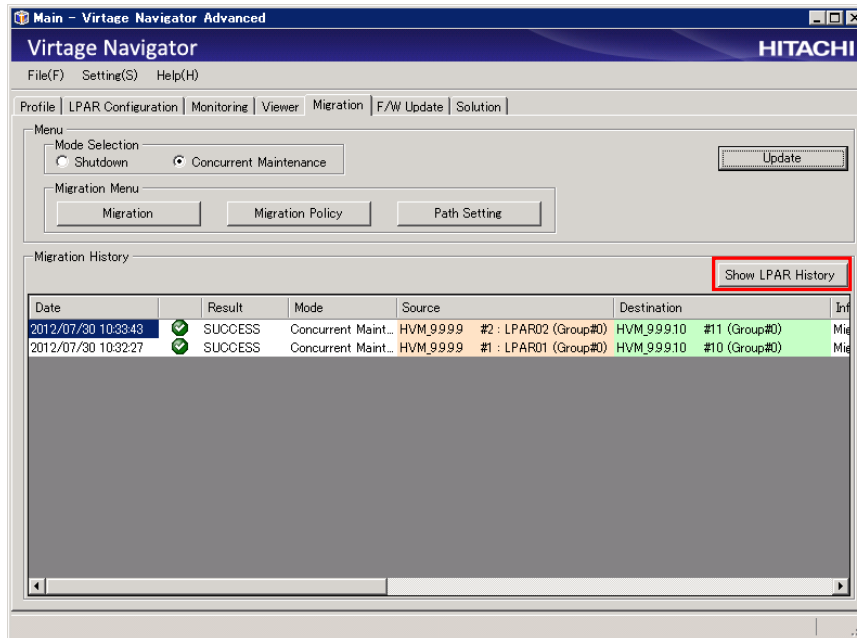 Main - Virtage Navigator Advanced
Virtage Navigator HITACHI
File(F) Setting(S) Help(H)
Profile LPAR Configuration Monitoring Viewer Migration F/W Update Solution
Menu
Mode Selection
Shutdown Concurrent Maintenance Update
Migration Menu
Migration Migration Policy Path Setting
Migration History
Show LPAR History
Date Result Mode Source Destination Inf
2012/07/30 10:33:43 SUCCESS Concurrent Maint... HVM_9.9.9.9 #2 : LPAR02 (Group#0) HVM_9.9.9.10 #11 (Group#0) Mig
2012/07/30 10:32:27 SUCCESS Concurrent Maint... HVM_9.9.9.9 #1 : LPAR01 (Group#0) HVM_9.9.9.10 #10 (Group#0) Mig